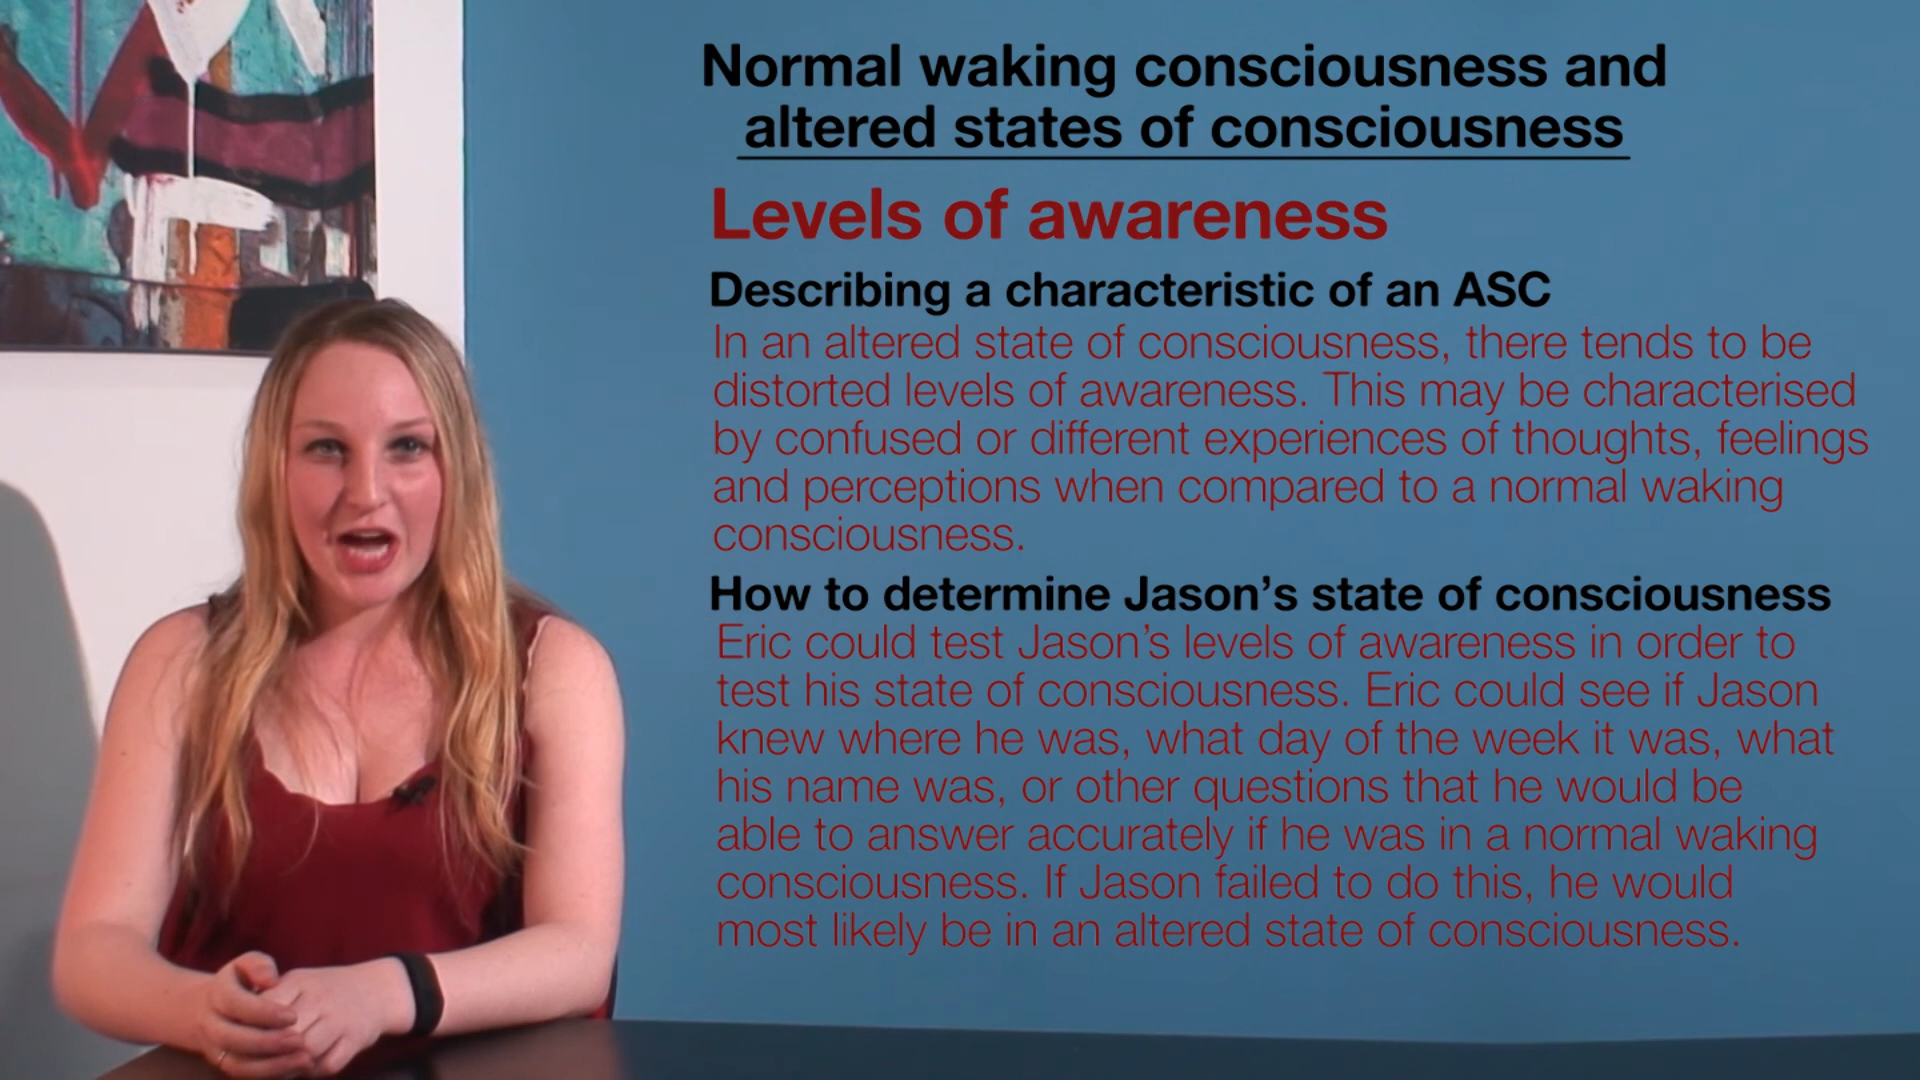 Normal waking consciousness and
altered states of consciousness
Levels of awareness
Describing a characteristic of an ASC
In an altered state of consciousness, there tends to be
distorted levels of awareness. This may be characterised
by confused or different experiences of thoughts, feelings
and perceptions when compared to a normal waking
consciousness.
How to determine Jason’s state of consciousness
Eric could test Jason’s levels of awareness in order to
test his state of consciousness. Eric could see if Jason
knew where he was, what day of the week it was, what
his name was, or other questions that he would be
able to answer accurately if he was in a normal waking
consciousness. If Jason failed to do this, he would
most likely be in an altered state of consciousness.